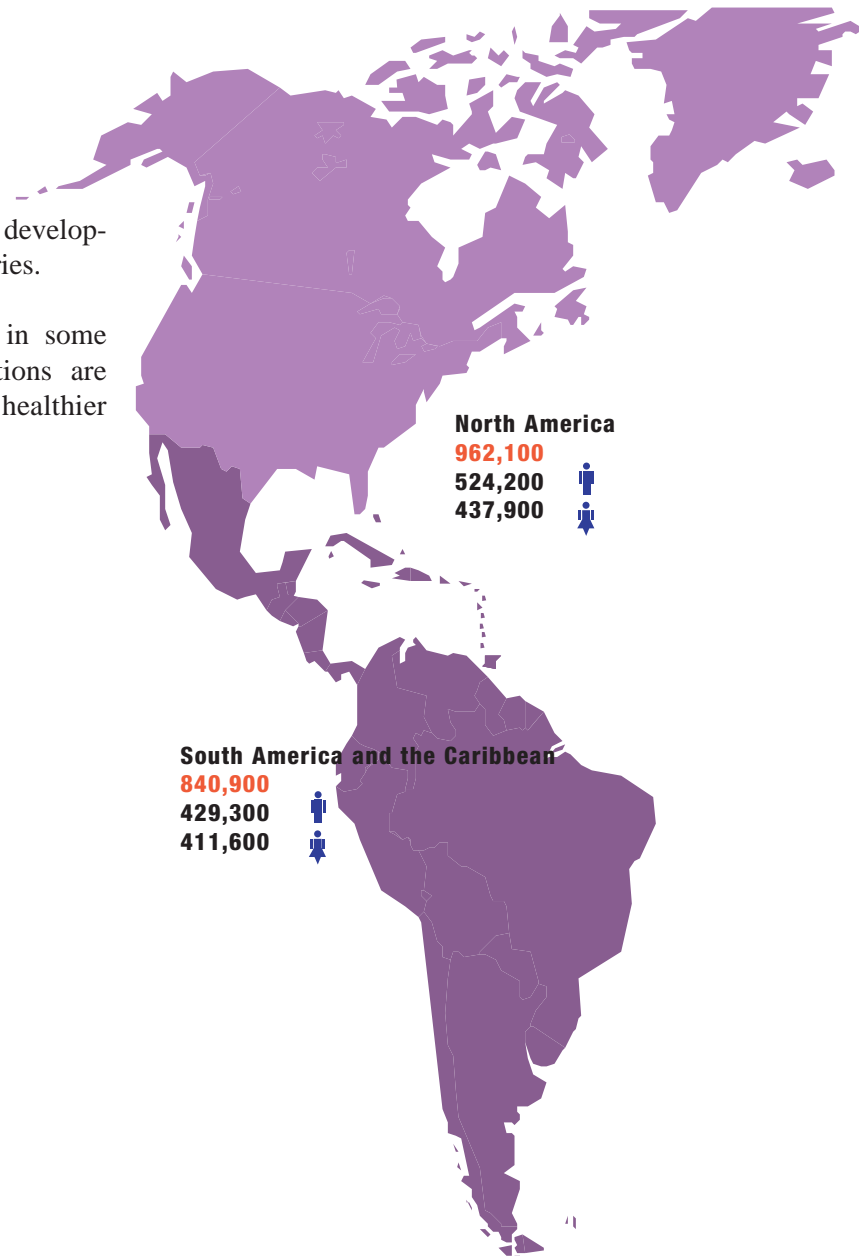 develop-
ries.
in some
tions are
healthier
North America
962,100
524,200
437,900
South America and the Caribbean
840,900
429,300
411,600